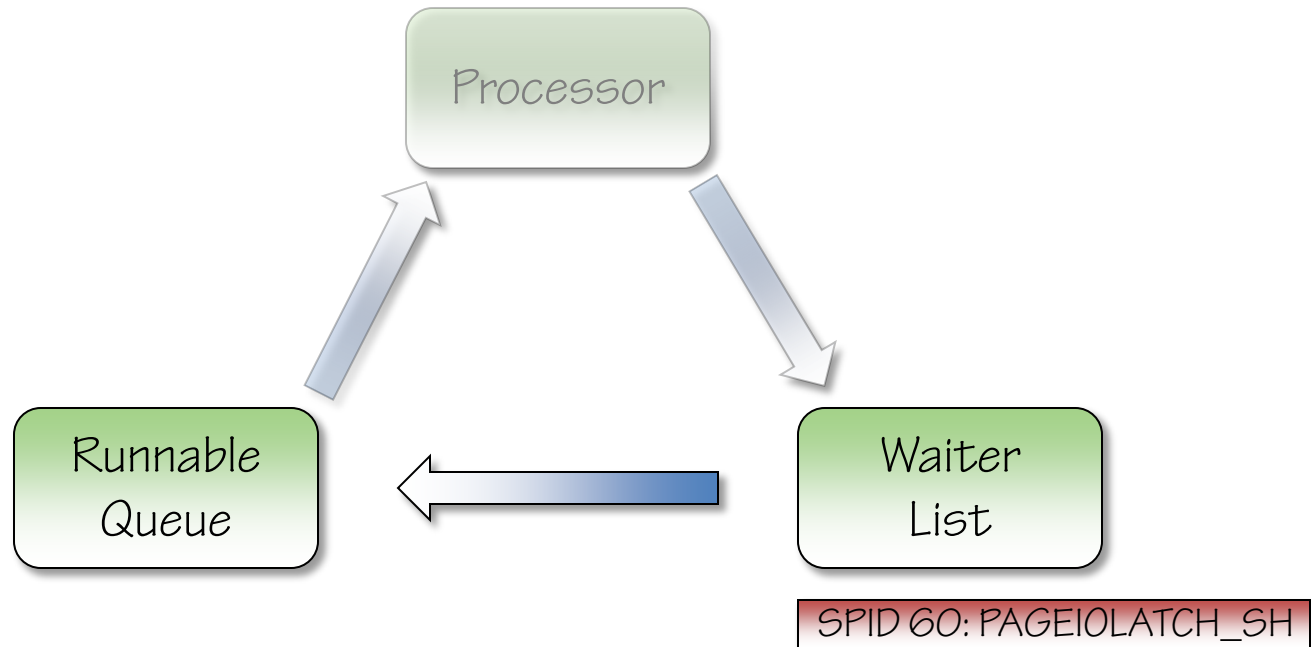 Processor
Runnable
Queue
Waiter
List
SPID 60: PAGEIOLATCH_SH